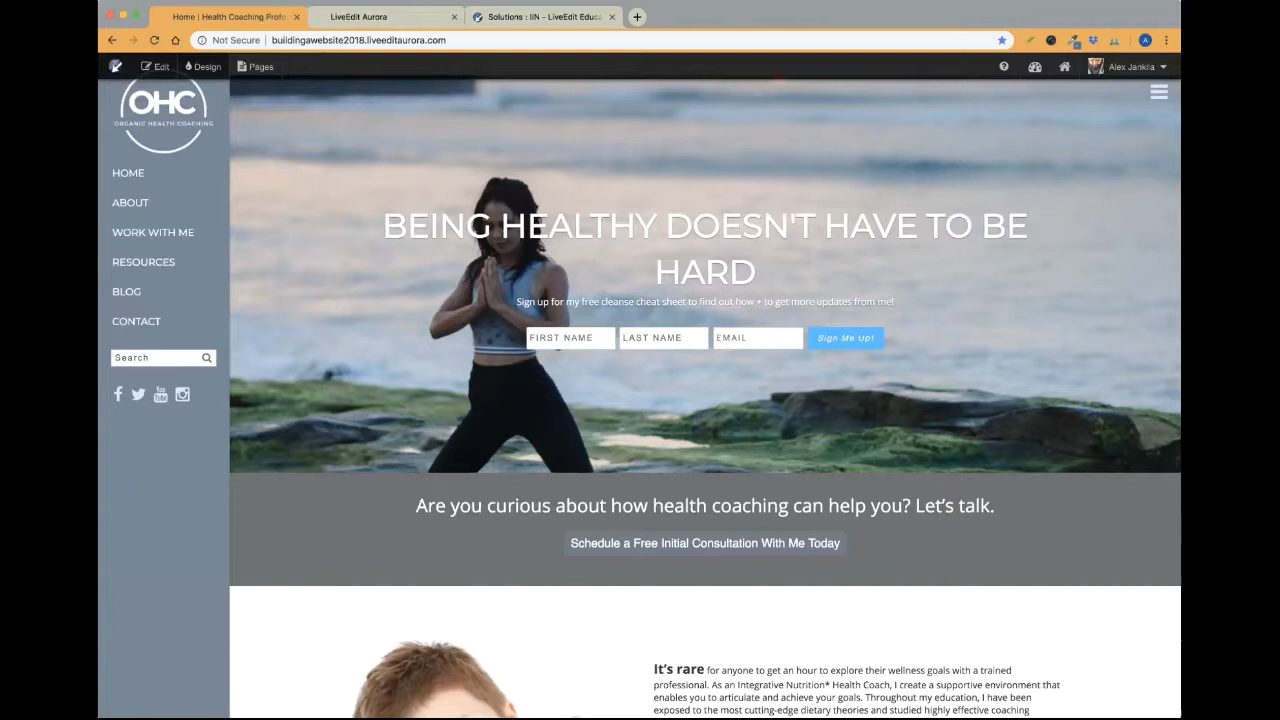 Home | Health Coaching Profes
LiveEdit Aurora
Solutions : IIN - LiveEdit Educa
Not Secure
buildingawebsite2018.liveeditaurora.com
Edit
Design
Pages
Alex Jankila
OHC
ORGANIC HEALTH COACHING
HOME
ABOUT
WORK WITH ME
RESOURCES
BLOG
CONTACT
Search
BEING HEALTHY DOESN'T HAVE TO BE
HARD
Sign up for my free cleanse cheat sheet to find out how + to get more updates from me!
FIRST NAME
LAST NAME
EMAIL
Sign Me Up!
Are you curious about how health coaching can help you? Let's talk.
Schedule a Free Initial Consultation With Me Today
It's rare for anyone to get an hour to explore their wellness goals with a trained
professional. As an Integrative Nutrition* Health Coach, I create a supportive environment that
enables you to articulate and achieve your goals. Throughout my education, I have been
exposed to the most cutting-edge dietary theories and studied highly effective coaching